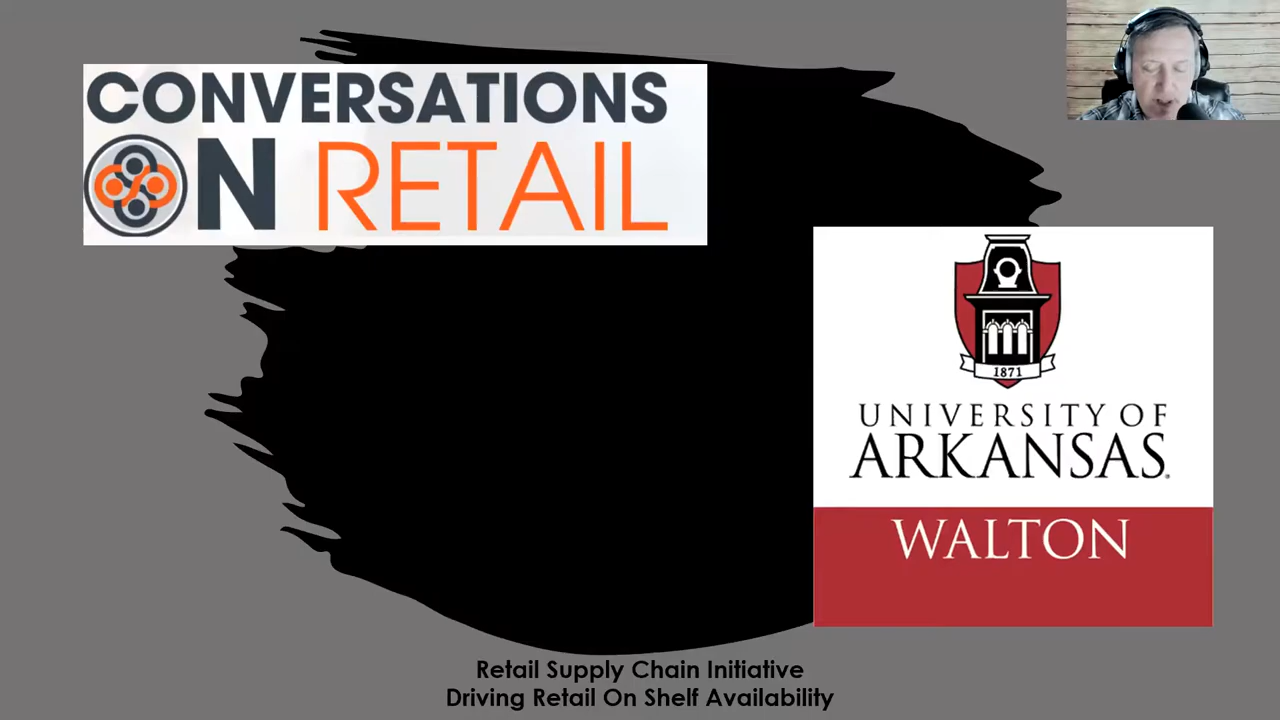 CONVERSATIONS
ON RETAIL
1871
UNIVERSITY OF
ARKANSAS
WALTON
Retail Supply Chain Initiative
Driving Retail On Shelf Availability